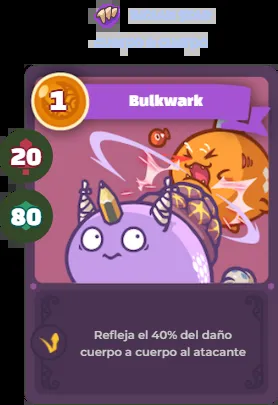 1
Bulkwark
20
80
Refleja el 40% del daño
cuerpo a cuerpo al atacante